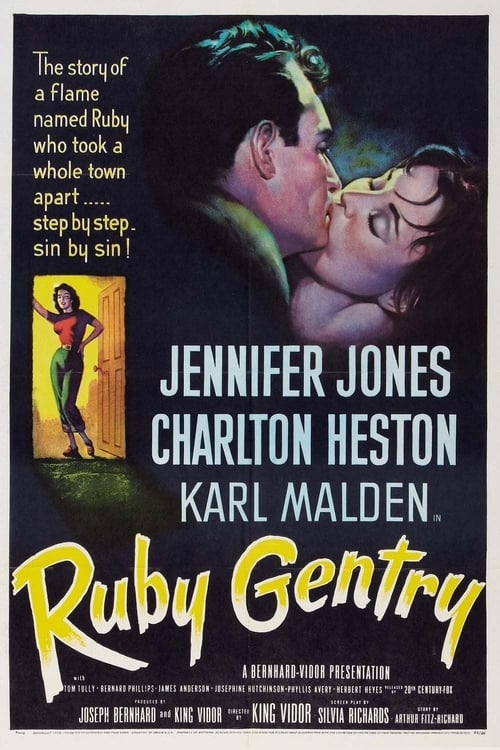 The story of
a flame
named Ruby
who took a
whole town
apart.....
step by step..
sin by sin!
JENNIFER JONES
CHARLTON HESTON
KARL MALDEN IN
Ruby Gentry
A BERNHARD-VIDOR PRESENTATION
with
TOM TULLY · BERNARD PHILLIPS · JAMES ANDERSON · JOSEPHINE HUTCHINSON · PHYLLIS AVERY · HERBERT HEYES RELEASED BY 20TH CENTURY-FOX
PRODUCED BY JOSEPH BERNHARD and KING VIDOR DIRECTED BY KING VIDOR SCREEN PLAY BY SILVIA RICHARDS STORY BY ARTHUR FITZ-RICHARD